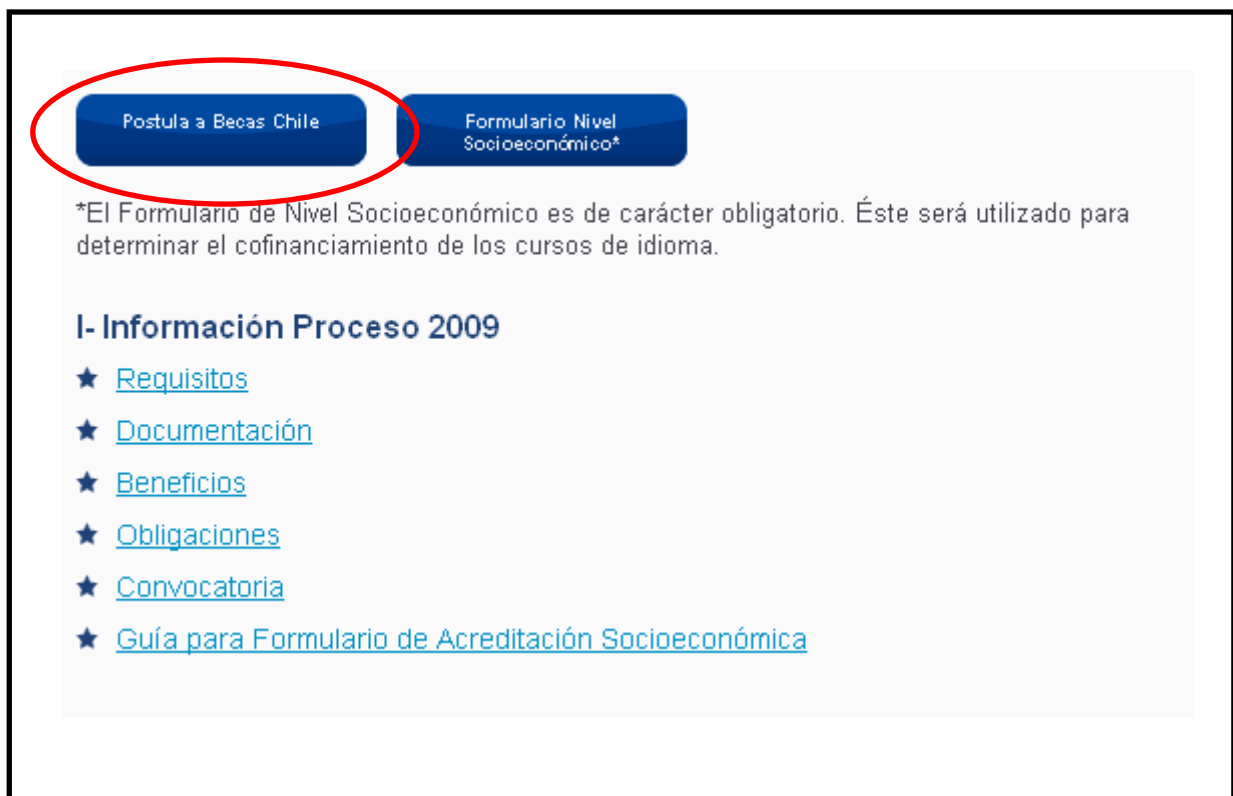 Postula a Becas Chile
Formulario Nivel
Socioeconómico*
*El Formulario de Nivel Socioeconómico es de carácter obligatorio. Éste será utilizado para
determinar el cofinanciamiento de los cursos de idioma.
I- Información Proceso 2009
Requisitos
Documentación
Beneficios
Obligaciones
Convocatoria
Guía para Formulario de Acreditación Socioeconómica